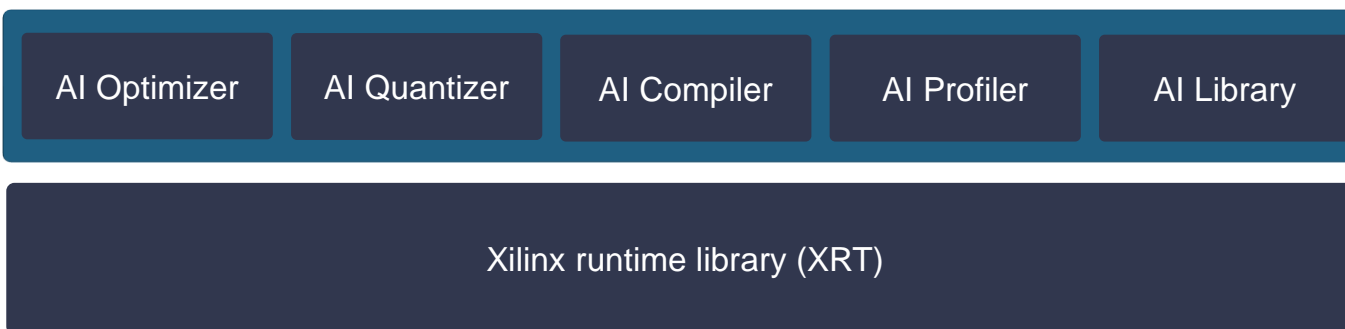 AI Optimizer
AI Quantizer
AI Compiler
AI Profiler
AI Library
Xilinx runtime library (XRT)